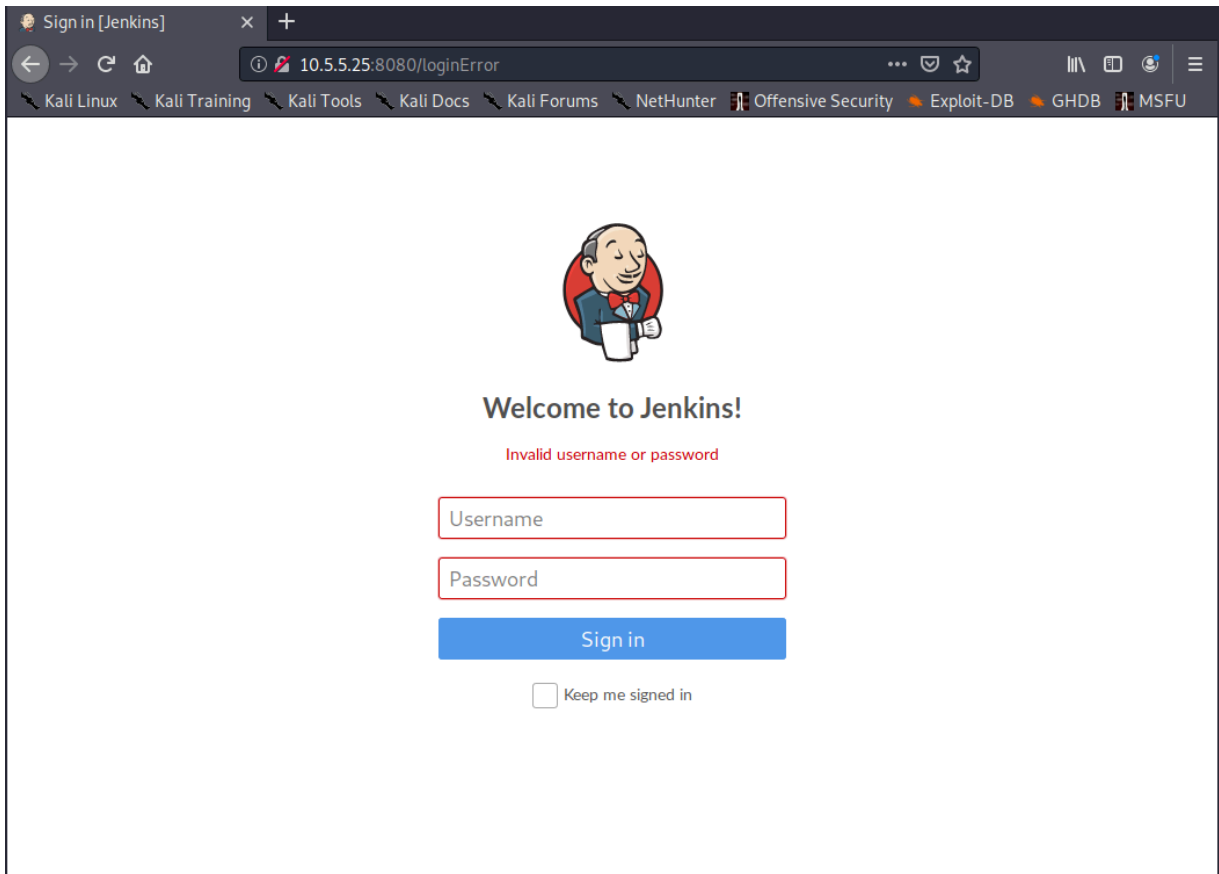 Sign in [Jenkins]
10.5.5.25:8080/loginError
Kali Linux Kali Training Kali Tools Kali Docs Kali Forums NetHunter Offensive Security Exploit-DB GHDB MSFU
Welcome to Jenkins!
Invalid username or password
Username
Password
Sign in
Keep me signed in